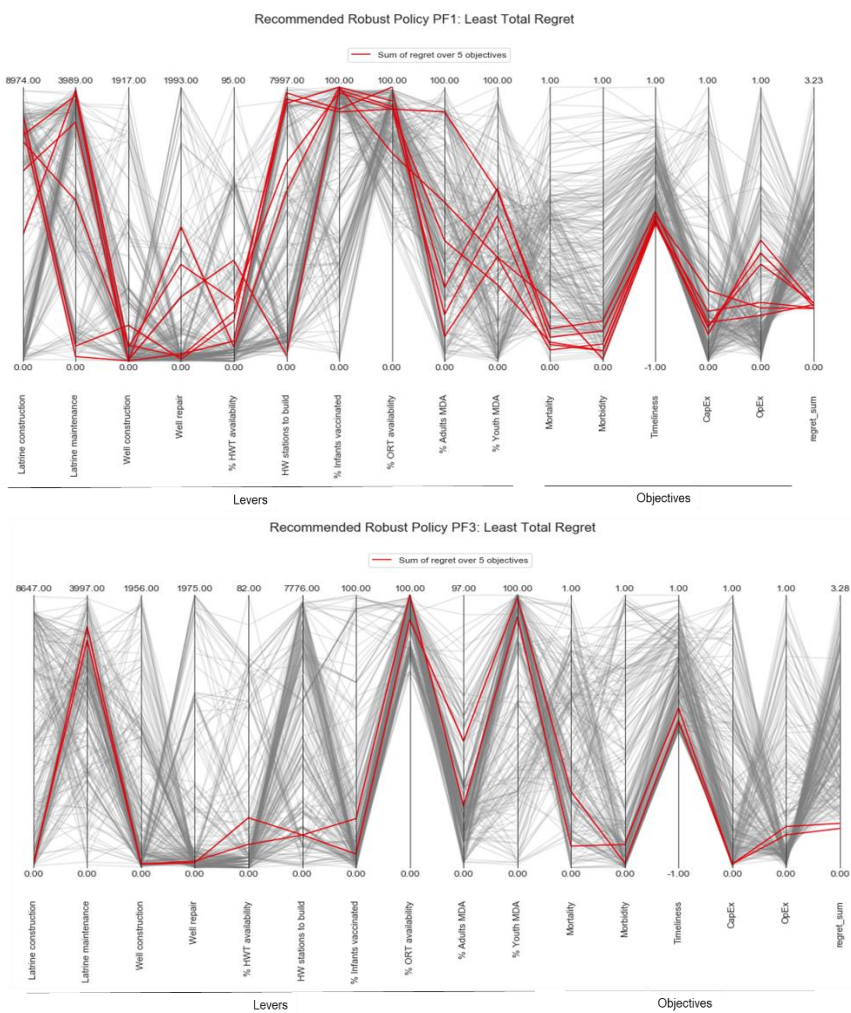 Recommended Robust Policy PF1: Least Total Regret
Sum of regret over 5 objectives
8974.00 3989.00 1917.00 1993.00 95.00 7997.00 100.00 100.00 100.00 100.00 1.00 1.00 1.00 1.00 1.00 3.23
0.00 0.00 0.00 0.00 0.00 0.00 0.00 0.00 0.00 0.00 0.00 0.00 -1.00 0.00 0.00 0.00
Latrine construction
Latrine maintenance
Well construction
Well repair
% HWT availability
HW stations to build
% Infants vaccinated
% ORT availability
% Adults MDA
% Youth MDA
Mortality
Morbidity
Timeliness
CapEx
OpEx
regret_sum
Levers
Objectives
Recommended Robust Policy PF3: Least Total Regret
Sum of regret over 5 objectives
8647.00 3997.00 1956.00 1975.00 82.00 7776.00 100.00 100.00 97.00 100.00 1.00 1.00 1.00 1.00 1.00 3.28
0.00 0.00 0.00 0.00 0.00 0.00 0.00 0.00 0.00 0.00 0.00 0.00 -1.00 0.00 0.00 0.00
Latrine construction
Latrine maintenance
Well construction
Well repair
% HWT availability
HW stations to build
% Infants vaccinated
% ORT availability
% Adults MDA
% Youth MDA
Mortality
Morbidity
Timeliness
CapEx
OpEx
regret_sum
Levers
Objectives